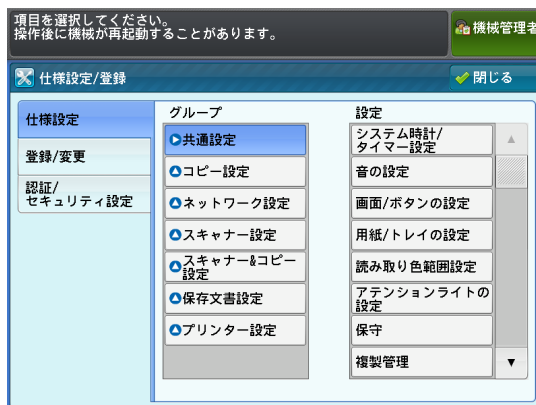 項目を選択してください。
操作後に機械が再起動することがあります。
機械管理者
仕様設定/登録
閉じる
仕様設定
登録/変更
認証/
セキュリティ設定
グループ
共通設定
コピー設定
ネットワーク設定
スキャナー設定
スキャナー&コピー
設定
保存文書設定
プリンター設定
設定
システム時計/
タイマー設定
音の設定
画面/ボタンの設定
用紙/トレイの設定
読み取り色範囲設定
アテンションライトの
設定
保守
複製管理